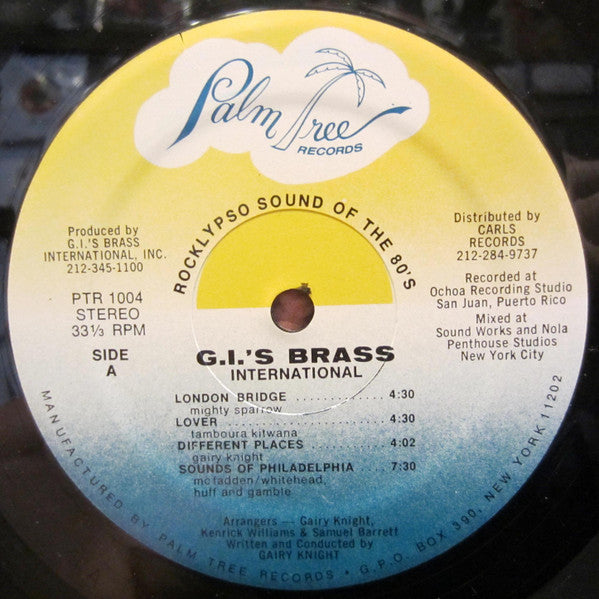 Palm Tree
RECORDS
ROCKLYPSO SOUND OF THE 80'S
Produced by
G.I.'S BRASS
INTERNATIONAL, INC.
212-345-1100
PTR 1004
STEREO
33⅓ RPM
SIDE
A
Distributed by
CARLS
RECORDS
212-284-9737
Recorded at
Ochoa Recording Studio
San Juan, Puerto Rico
Mixed at
Sound Works and Nola
Penthouse Studios
New York City
G.I.'S BRASS
INTERNATIONAL
LONDON BRIDGE ............ 4:30
mighty sparrow
LOVER ............ 4:30
tamboura kitwana
DIFFERENT PLACES ......... 4:02
gairy knight
SOUNDS OF PHILADELPHIA .... 7:30
mcfadden/whitehead,
huff and gamble
Arrangers — Gairy Knight,
Kenrick Williams & Samuel Barrett
Written and Conducted by
GAIRY KNIGHT
MANUFACTURED BY PALM TREE RECORDS • G.P.O. BOX 390, NEW YORK 11202